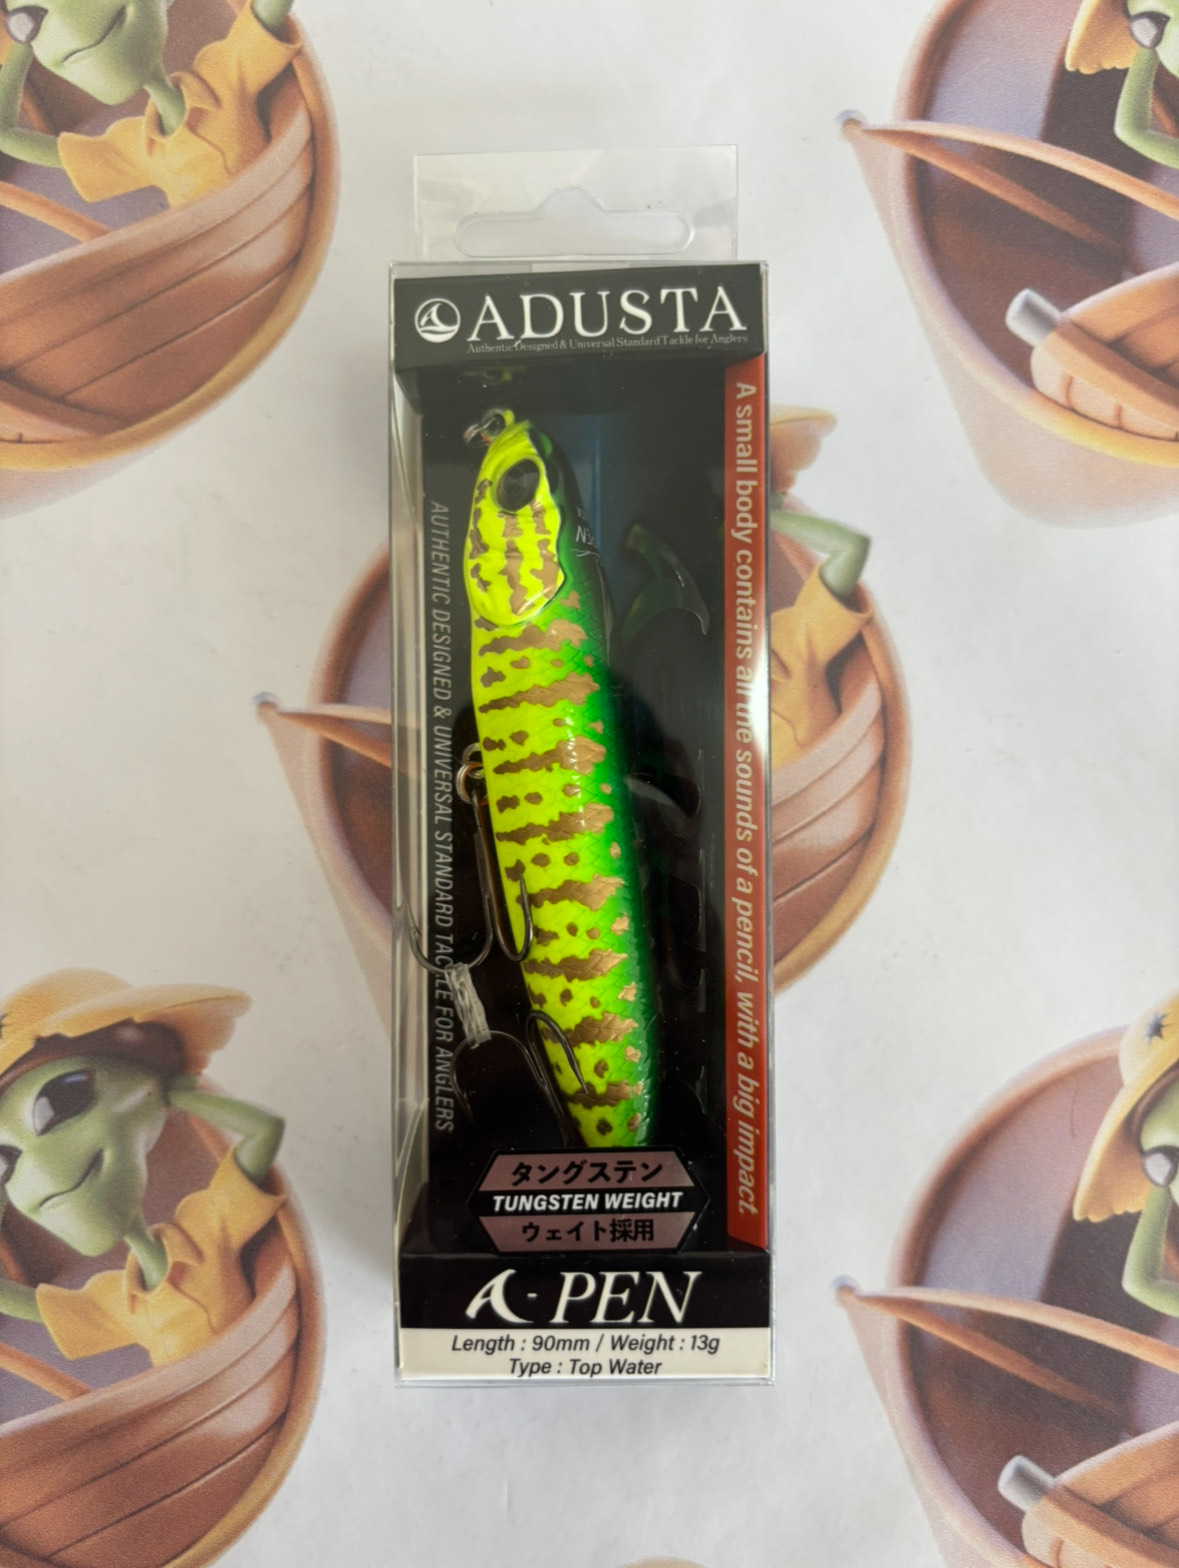 ADUSTA
Authentic Designed & Universal Standard Tackle for Anglers
A small body contains all the sounds of a pencil, with a big impact.
AUTHENTIC DESIGNED & UNIVERSAL STANDARD TACKLE FOR ANGLERS
タングステン
TUNGSTEN WEIGHT
ウェイト採用
A-PEN
Length : 90mm / Weight : 13g
Type : Top Water